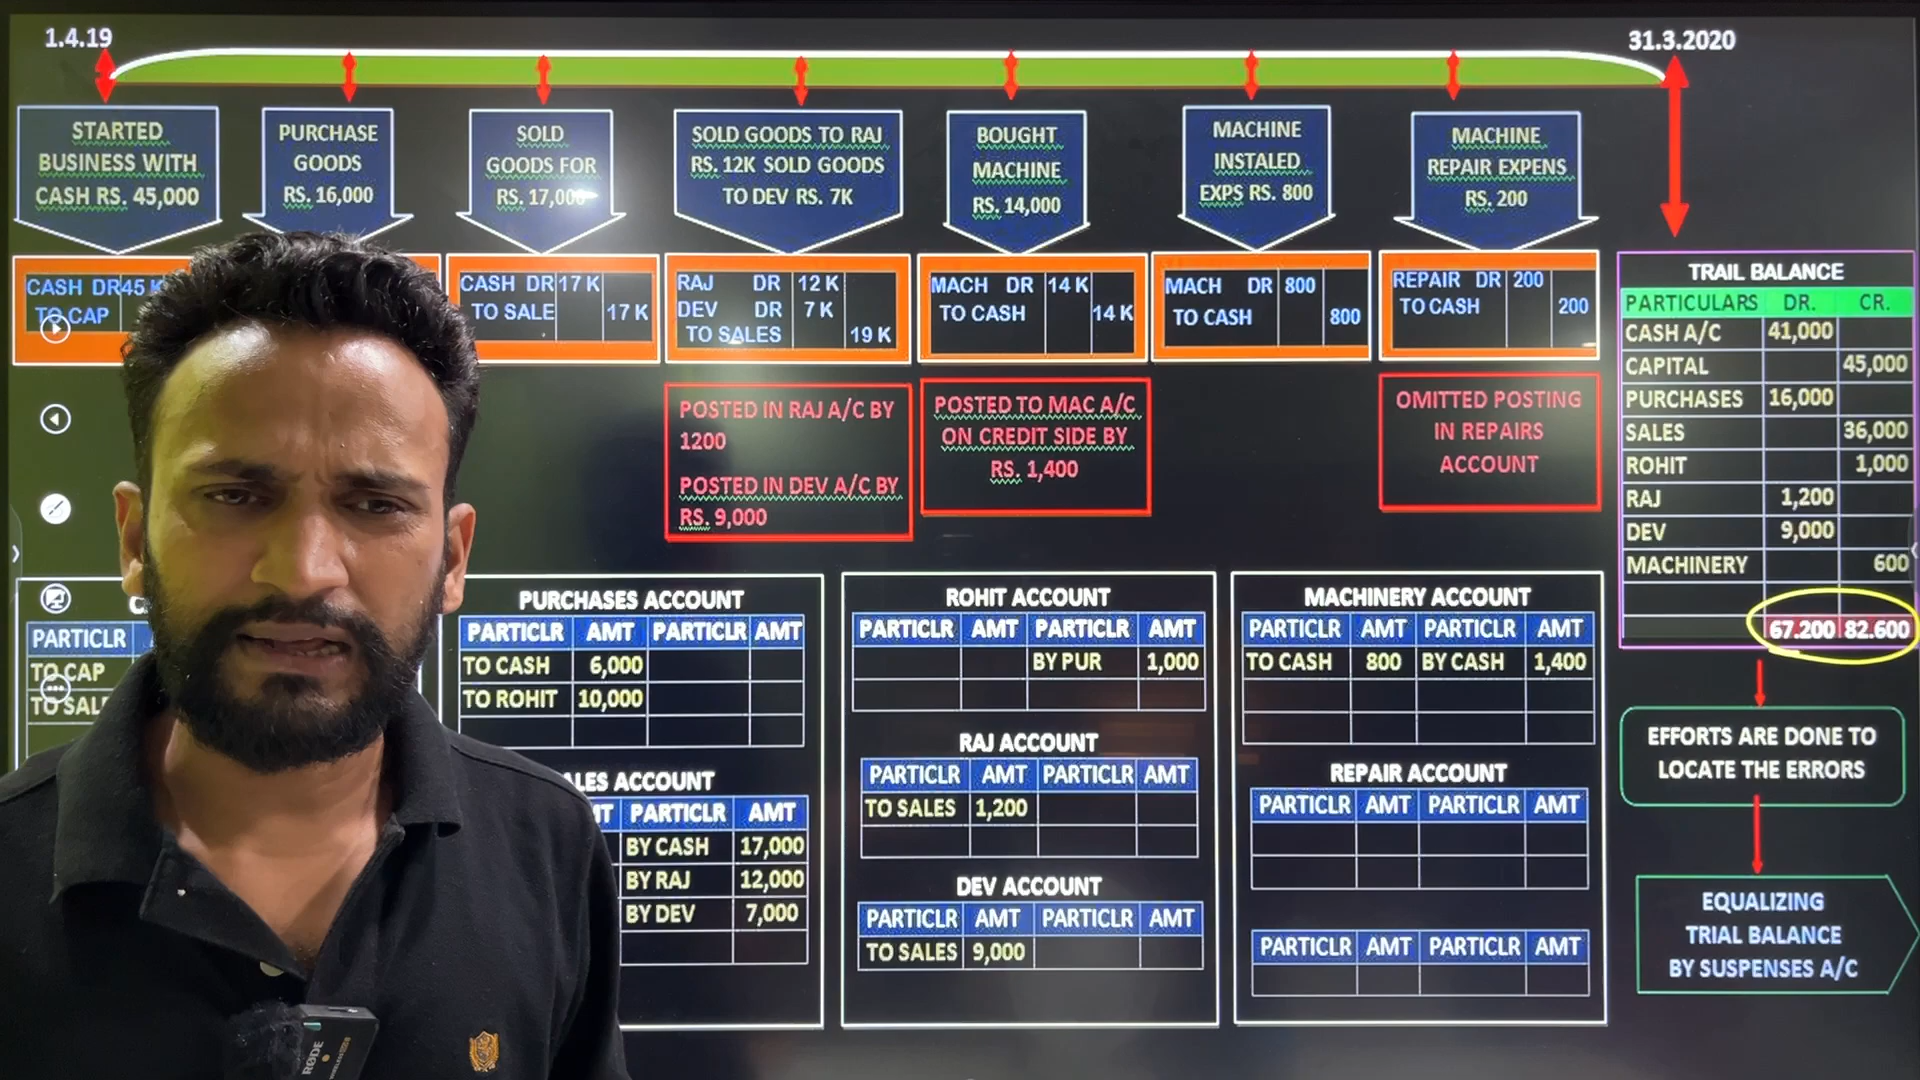 1.4.19
31.3.2020
STARTED
BUSINESS WITH
CASH RS. 45,000
PURCHASE
GOODS
RS. 16,000
SOLD
GOODS FOR
RS. 17,000
SOLD GOODS TO RAJ
RS. 12K SOLD GOODS
TO DEV RS. 7K
BOUGHT
MACHINE
RS. 14,000
MACHINE
INSTALED
EXPS RS. 800
MACHINE
REPAIR EXPENS
RS. 200
CASH DR 45 K
TO CAP
CASH DR 17 K
TO SALE 17 K
RAJ DR 12 K
DEV DR 7 K
TO SALES 19 K
MACH DR 14 K
TO CASH 14 K
MACH DR 800
TO CASH 800
REPAIR DR 200
TO CASH 200
POSTED IN RAJ A/C BY
1200
POSTED IN DEV A/C BY
RS. 9,000
POSTED TO MAC A/C
ON CREDIT SIDE BY
RS. 1,400
OMITTED POSTING
IN REPAIRS
ACCOUNT
TRAIL BALANCE
PARTICULARS DR. CR.
CASH A/C 41,000
CAPITAL 45,000
PURCHASES 16,000
SALES 36,000
ROHIT 1,000
RAJ 1,200
DEV 9,000
MACHINERY 600
67.200 82.600
EFFORTS ARE DONE TO
LOCATE THE ERRORS
EQUALIZING
TRIAL BALANCE
BY SUSPENSES A/C
PARTICLR
TO CAP
TO SALE
PURCHASES ACCOUNT
PARTICLR AMT PARTICLR AMT
TO CASH 6,000
TO ROHIT 10,000
ALES ACCOUNT
MT PARTICLR AMT
BY CASH 17,000
BY RAJ 12,000
BY DEV 7,000
ROHIT ACCOUNT
PARTICLR AMT PARTICLR AMT
BY PUR 1,000
RAJ ACCOUNT
PARTICLR AMT PARTICLR AMT
TO SALES 1,200
DEV ACCOUNT
PARTICLR AMT PARTICLR AMT
TO SALES 9,000
MACHINERY ACCOUNT
PARTICLR AMT PARTICLR AMT
TO CASH 800 BY CASH 1,400
REPAIR ACCOUNT
PARTICLR AMT PARTICLR AMT
PARTICLR AMT PARTICLR AMT
RØDE